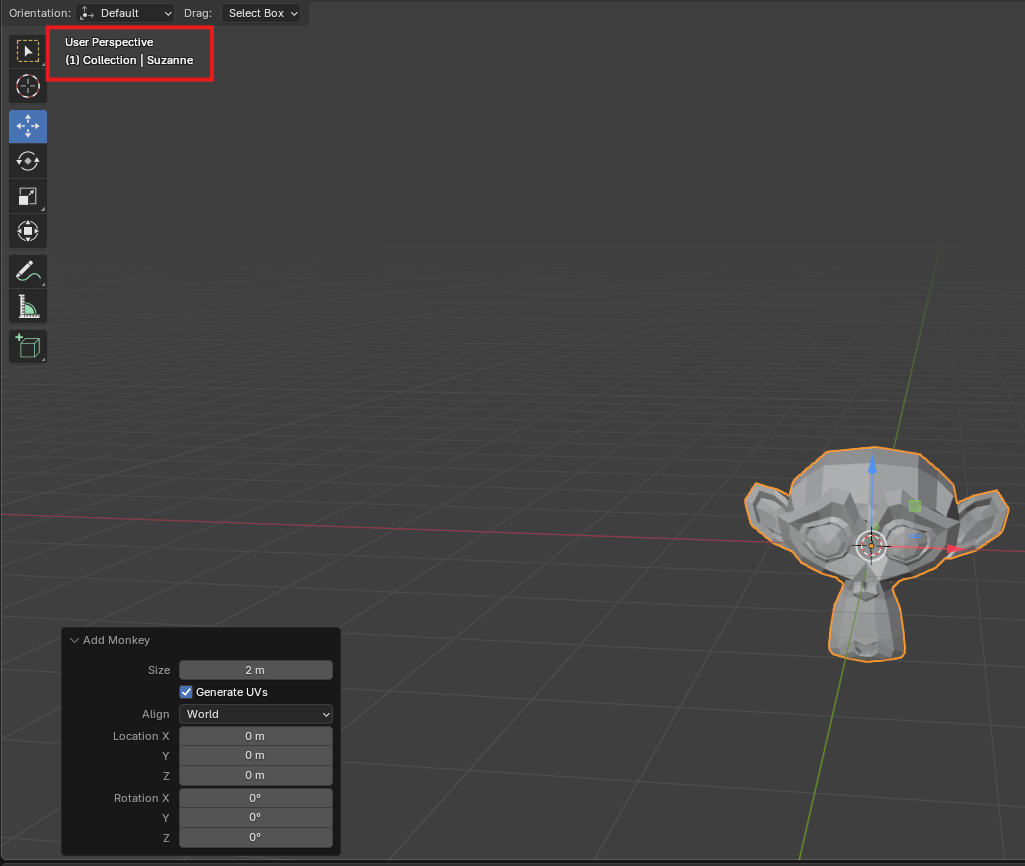 Orientation: Default Drag: Select Box
User Perspective
(1) Collection | Suzanne
Add Monkey
Size 2 m
Generate UVs
Align World
Location X 0 m
Y 0 m
Z 0 m
Rotation X 0°
Y 0°
Z 0°